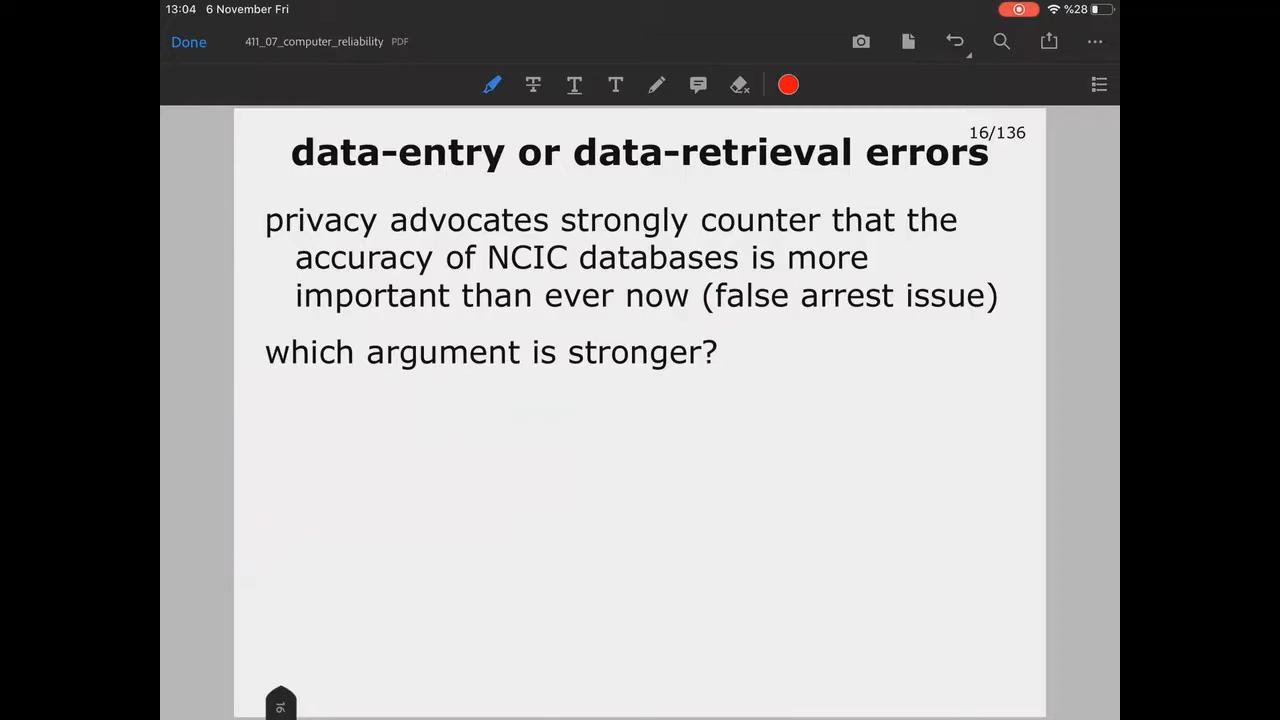 13:04 6 November Fri
%28
Done
411_07_computer_reliability PDF
T T T
16/136
data-entry or data-retrieval errors
privacy advocates strongly counter that the
accuracy of NCIC databases is more
important than ever now (false arrest issue)
which argument is stronger?
16